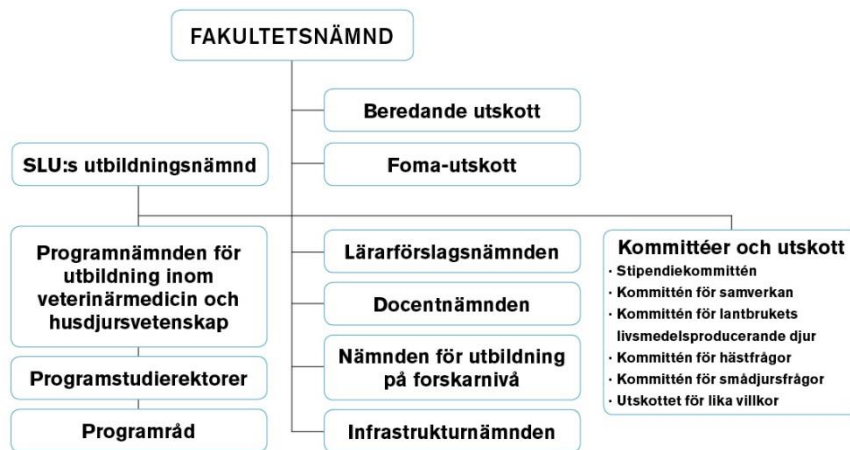 FAKULTETSNÄMND
Beredande utskott
Foma-utskott
SLU:s utbildningsnämnd
Programnämnden för
utbildning inom
veterinärmedicin och
husdjursvetenskap
Programstudierektorer
Programråd
Lärarförslagsnämnden
Docentnämnden
Nämnden för utbildning
på forskarnivå
Infrastrukturnämnden
Kommittéer och utskott
· Stipendiekommittén
· Kommittén för samverkan
· Kommittén för lantbrukets
livsmedelsproducerande djur
· Kommittén för hästfrågor
· Kommittén för smådjursfrågor
· Utskottet för lika villkor